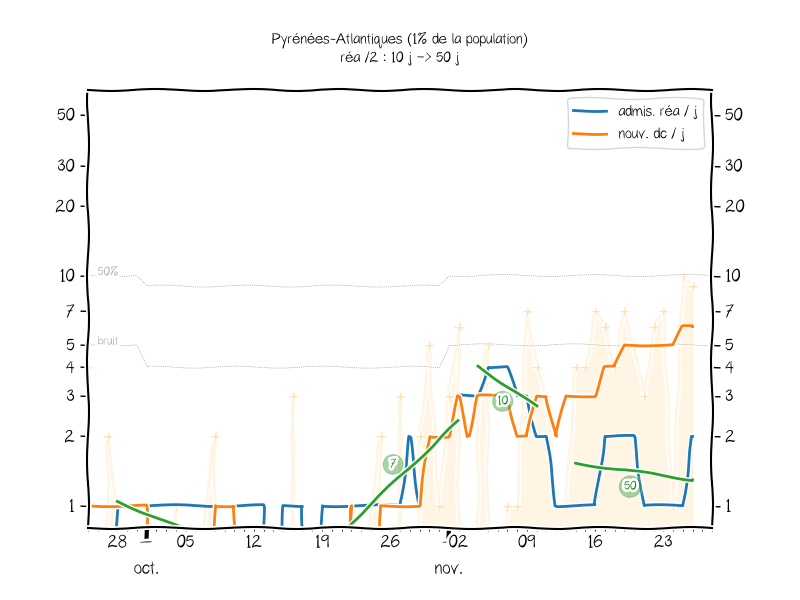 Pyrénées-Atlantiques (1% de la population)
réa /2 : 10 j -> 50 j
admis. réa / j
nouv. dc / j
50 50
30 30
20 20
10 50% 10
7 7
5 bruit 5
4 4
3 3
2 2
1 1
10
7
50
28 05 12 19 26 02 09 16 23
oct. nov.